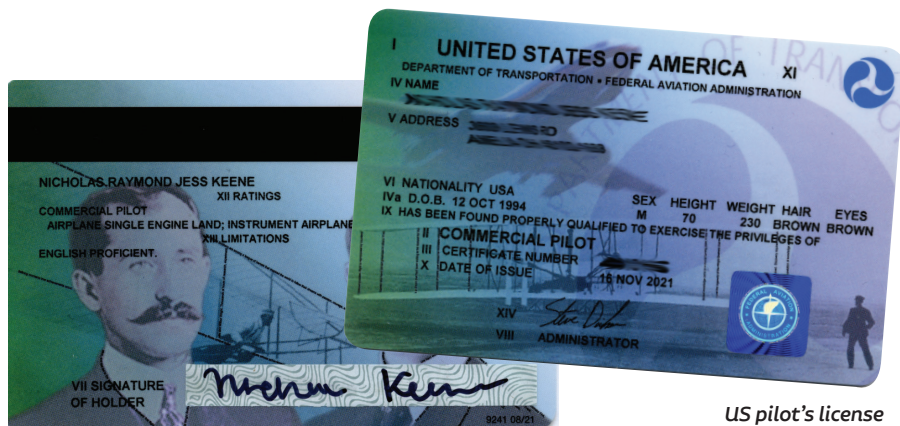 NICHOLAS RAYMOND JESS KEENE
XII RATINGS
COMMERCIAL PILOT
AIRPLANE SINGLE ENGINE LAND; INSTRUMENT AIRPLANE
XIII LIMITATIONS
ENGLISH PROFICIENT.
VII SIGNATURE
OF HOLDER
9241 08/21
I UNITED STATES OF AMERICA XI
DEPARTMENT OF TRANSPORTATION • FEDERAL AVIATION ADMINISTRATION
IV NAME
V ADDRESS
VI NATIONALITY USA
SEX HEIGHT WEIGHT HAIR EYES
IVa D.O.B. 12 OCT 1994
M 70 230 BROWN BROWN
IX HAS BEEN FOUND PROPERLY QUALIFIED TO EXERCISE THE PRIVILEGES OF
II COMMERCIAL PILOT
III CERTIFICATE NUMBER
X DATE OF ISSUE 16 NOV 2021
XIV
VIII ADMINISTRATOR
FEDERAL AVIATION ADMINISTRATION
US pilot's license